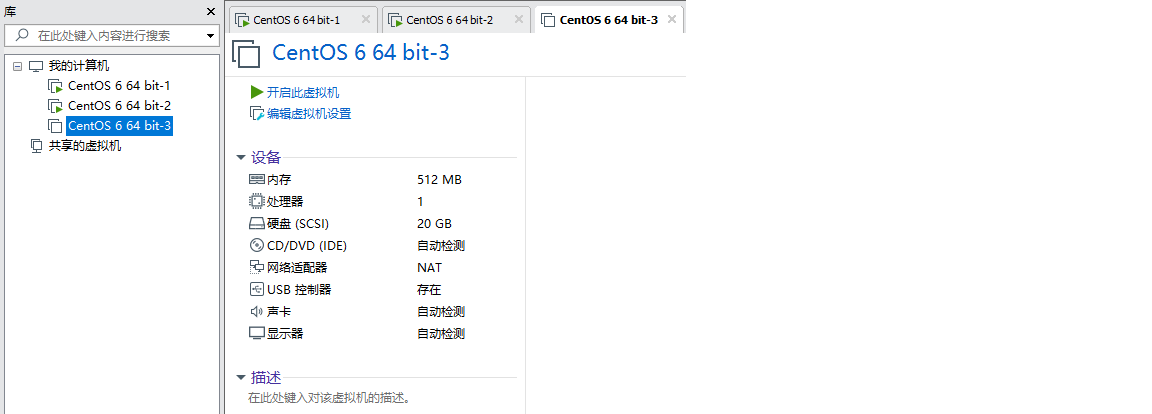 库
在此处键入内容进行搜索
我的计算机
CentOS 6 64 bit-1
CentOS 6 64 bit-2
CentOS 6 64 bit-3
共享的虚拟机
CentOS 6 64 bit-1 CentOS 6 64 bit-2 CentOS 6 64 bit-3
CentOS 6 64 bit-3
开启此虚拟机
编辑虚拟机设置
设备
内存 512 MB
处理器 1
硬盘 (SCSI) 20 GB
CD/DVD (IDE) 自动检测
网络适配器 NAT
USB 控制器 存在
声卡 自动检测
显示器 自动检测
描述
在此处键入对该虚拟机的描述。